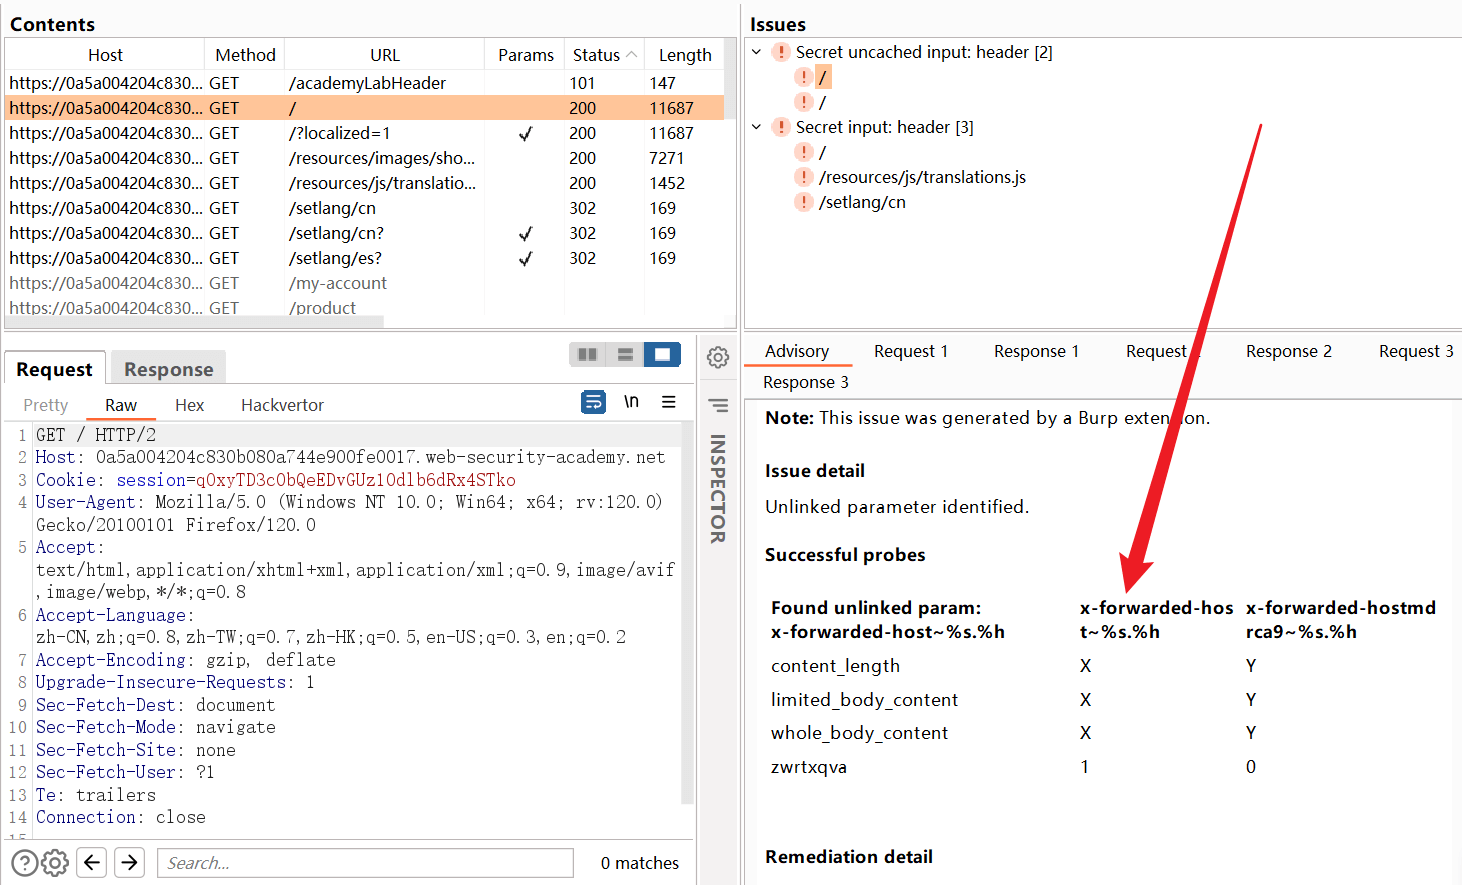 Contents
Host Method URL Params Status Length
https://0a5a004204c830... GET /academyLabHeader 101 147
https://0a5a004204c830... GET / 200 11687
https://0a5a004204c830... GET /?localized=1 ✓ 200 11687
https://0a5a004204c830... GET /resources/images/sho... 200 7271
https://0a5a004204c830... GET /resources/js/translatio... 200 1452
https://0a5a004204c830... GET /setlang/cn 302 169
https://0a5a004204c830... GET /setlang/cn? ✓ 302 169
https://0a5a004204c830... GET /setlang/es? ✓ 302 169
https://0a5a004204c830... GET /my-account
https://0a5a004204c830... GET /product
Issues
Secret uncached input: header [2]
/
/
Secret input: header [3]
/
/resources/js/translations.js
/setlang/cn
Request Response
Pretty Raw Hex Hackvertor \n
1 GET / HTTP/2
2 Host: 0a5a004204c830b080a744e900fe0017.web-security-academy.net
3 Cookie: session=qOxyTD3cObQeEDvGUz1Odlb6dRx4STko
4 User-Agent: Mozilla/5.0 (Windows NT 10.0; Win64; x64; rv:120.0)
Gecko/20100101 Firefox/120.0
5 Accept:
text/html,application/xhtml+xml,application/xml;q=0.9,image/avif
,image/webp,*/*;q=0.8
6 Accept-Language:
zh-CN,zh;q=0.8,zh-TW;q=0.7,zh-HK;q=0.5,en-US;q=0.3,en;q=0.2
7 Accept-Encoding: gzip, deflate
8 Upgrade-Insecure-Requests: 1
9 Sec-Fetch-Dest: document
10 Sec-Fetch-Mode: navigate
11 Sec-Fetch-Site: none
12 Sec-Fetch-User: ?1
13 Te: trailers
14 Connection: close
15
Search...
0 matches
INSPECTOR
Advisory Request 1 Response 1 Request Response 2 Request 3
Response 3
Note: This issue was generated by a Burp extension.
Issue detail
Unlinked parameter identified.
Successful probes
Found unlinked param: x-forwarded-hos x-forwarded-hostmd
x-forwarded-host~%s.%h t~%s.%h rca9~%s.%h
content_length X Y
limited_body_content X Y
whole_body_content X Y
zwrtxqva 1 0
Remediation detail